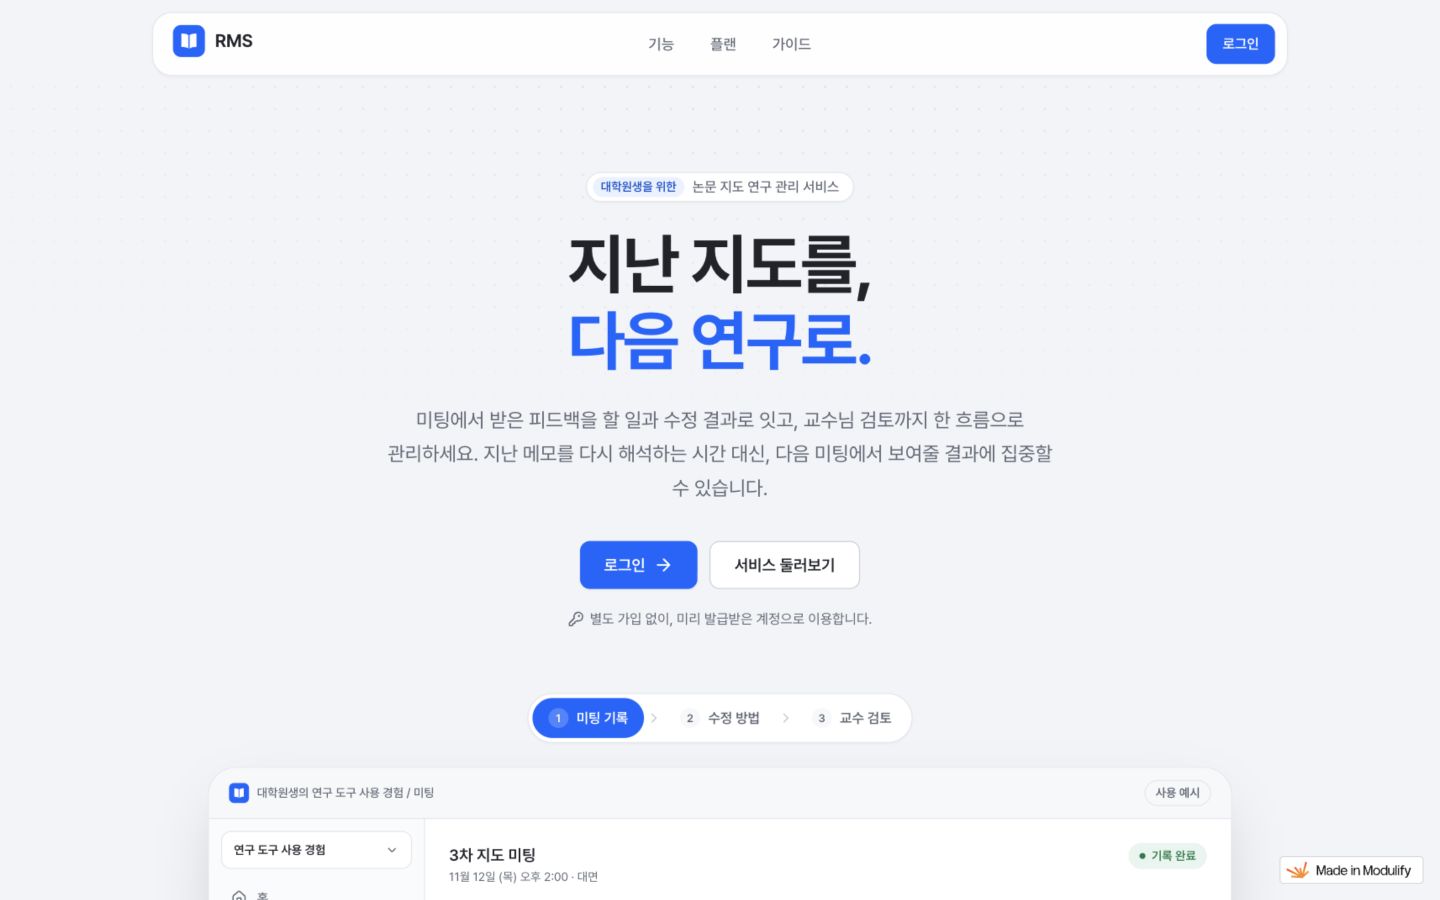 RMS
기능
플랜
가이드
로그인
대학원생을 위한 논문 지도 연구 관리 서비스
지난 지도를,
다음 연구로.
미팅에서 받은 피드백을 할 일과 수정 결과로 잇고, 교수님 검토까지 한 흐름으로
관리하세요. 지난 메모를 다시 해석하는 시간 대신, 다음 미팅에서 보여줄 결과에 집중할
수 있습니다.
로그인
서비스 둘러보기
별도 가입 없이, 미리 발급받은 계정으로 이용합니다.
1 미팅 기록
2 수정 방법
3 교수 검토
대학원생의 연구 도구 사용 경험 / 미팅
사용 예시
연구 도구 사용 경험
3차 지도 미팅
기록 완료
11월 12일 (목) 오후 2:00 · 대면
홈
Made in Modulify